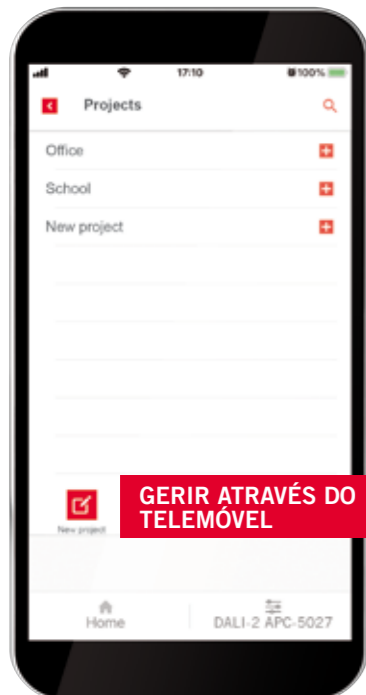 17:10 100%
Projects
Office
School
New project
GERIR ATRAVÉS DO
TELEMÓVEL
New project
Home DALI-2 APC-5027